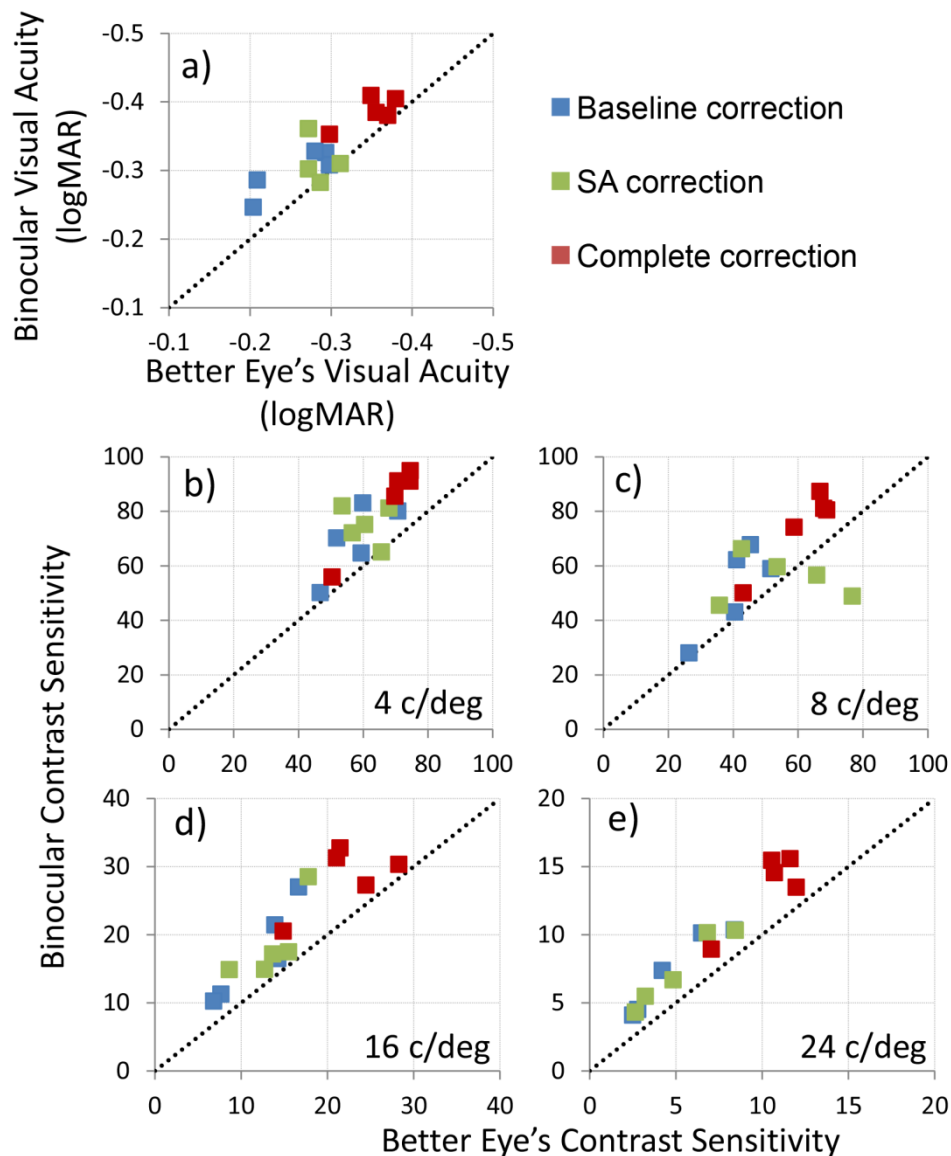 Binocular Visual Acuity
(logMAR)
-0.5
-0.4
-0.3
-0.2
-0.1
a)
-0.1 -0.2 -0.3 -0.4 -0.5
Better Eye’s Visual Acuity
(logMAR)
Baseline correction
SA correction
Complete correction
Binocular Contrast Sensitivity
100
80
60
40
20
0
b)
4 c/deg
0 20 40 60 80 100
100
80
60
40
20
0
c)
8 c/deg
0 20 40 60 80 100
40
30
20
10
0
d)
16 c/deg
0 10 20 30 40
20
15
10
5
0
e)
24 c/deg
0 5 10 15 20
Better Eye’s Contrast Sensitivity